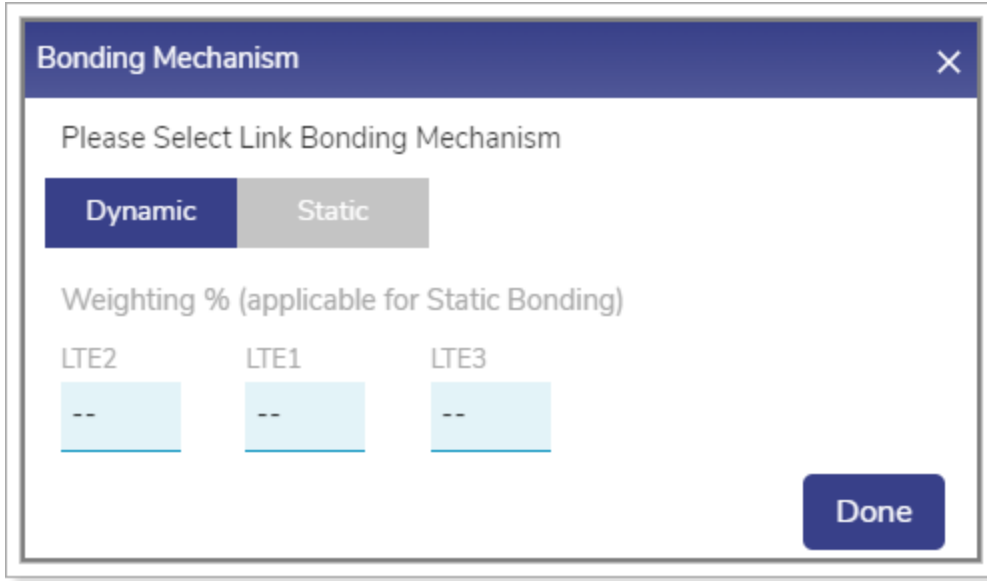 Bonding Mechanism
Please Select Link Bonding Mechanism
Dynamic Static
Weighting % (applicable for Static Bonding)
LTE2 LTE1 LTE3
-- -- --
Done